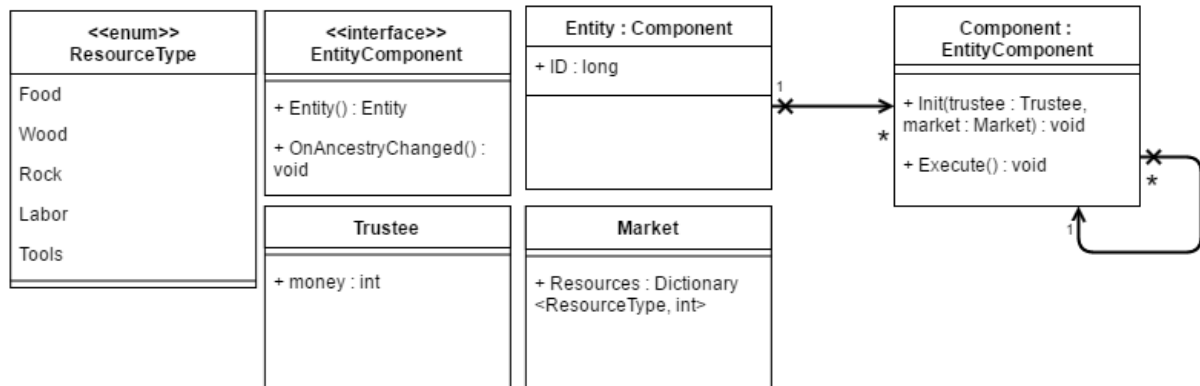 <<enum>>
ResourceType
Food
Wood
Rock
Labor
Tools
<<interface>>
EntityComponent
+ Entity() : Entity
+ OnAncestryChanged() :
void
Entity : Component
+ ID : long
1
*
Component :
EntityComponent
+ Init(trustee : Trustee,
market : Market) : void
+ Execute() : void
*
1
Trustee
+ money : int
Market
+ Resources : Dictionary
<ResourceType, int>